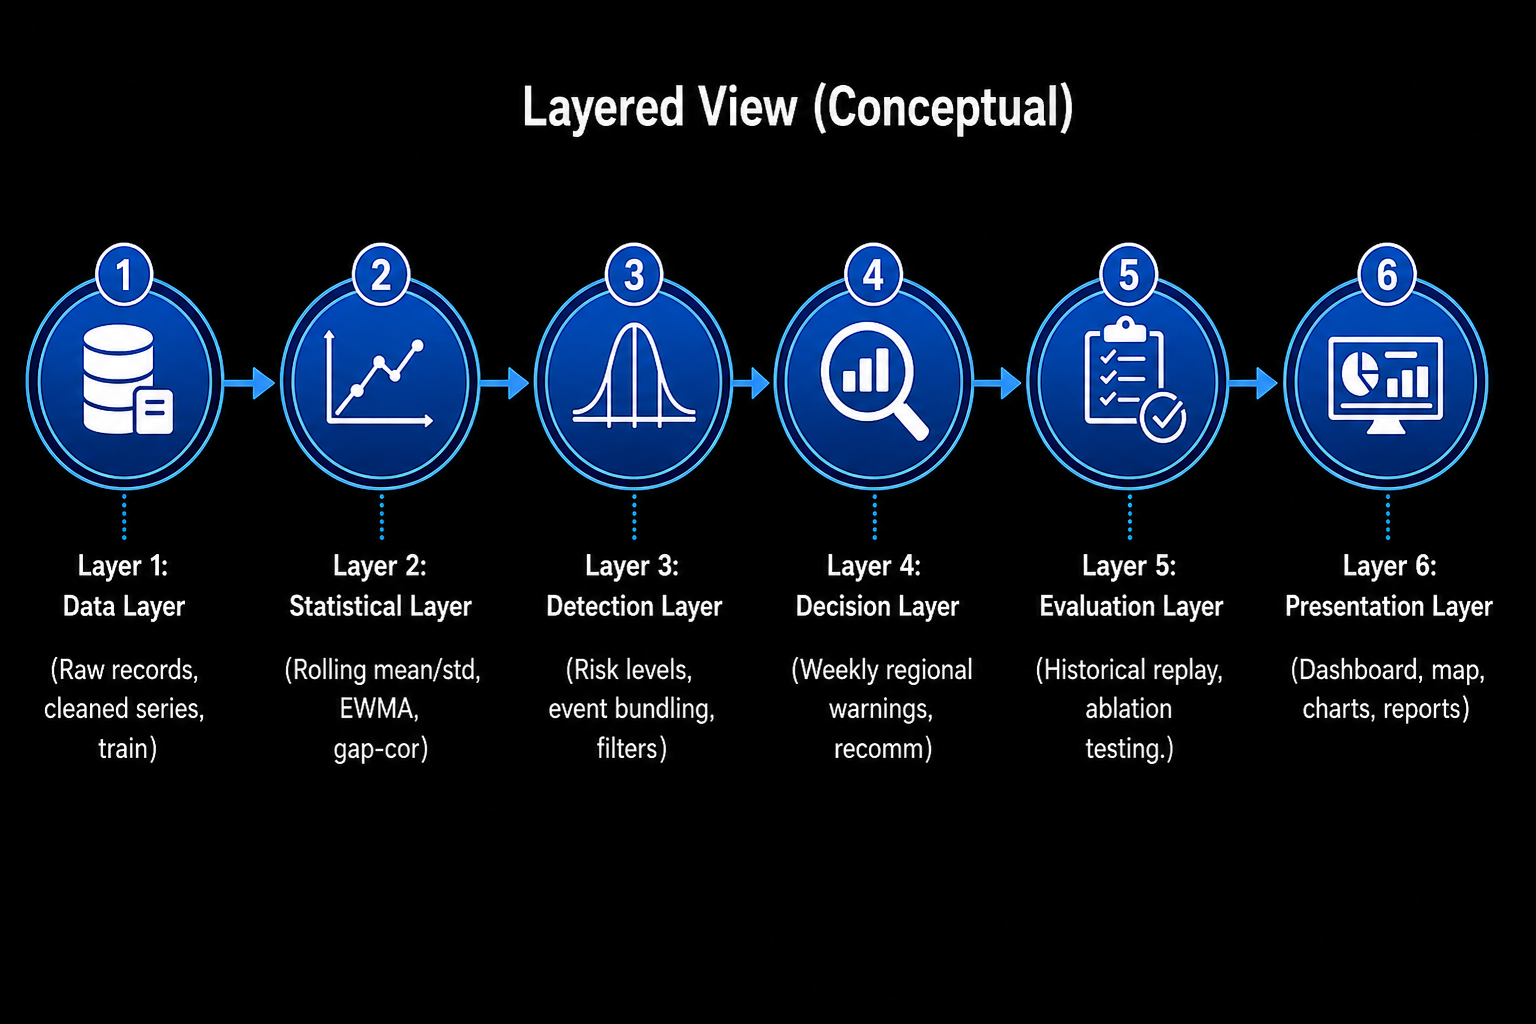 Layered View (Conceptual)
1
2
3
4
5
6
Layer 1:
Data Layer
(Raw records,
cleaned series,
train)
Layer 2:
Statistical Layer
(Rolling mean/std,
EWMA,
gap-cor)
Layer 3:
Detection Layer
(Risk levels,
event bundling,
filters)
Layer 4:
Decision Layer
(Weekly regional
warnings,
recomm)
Layer 5:
Evaluation Layer
(Historical replay,
ablation
testing.)
Layer 6:
Presentation Layer
(Dashboard, map,
charts, reports)